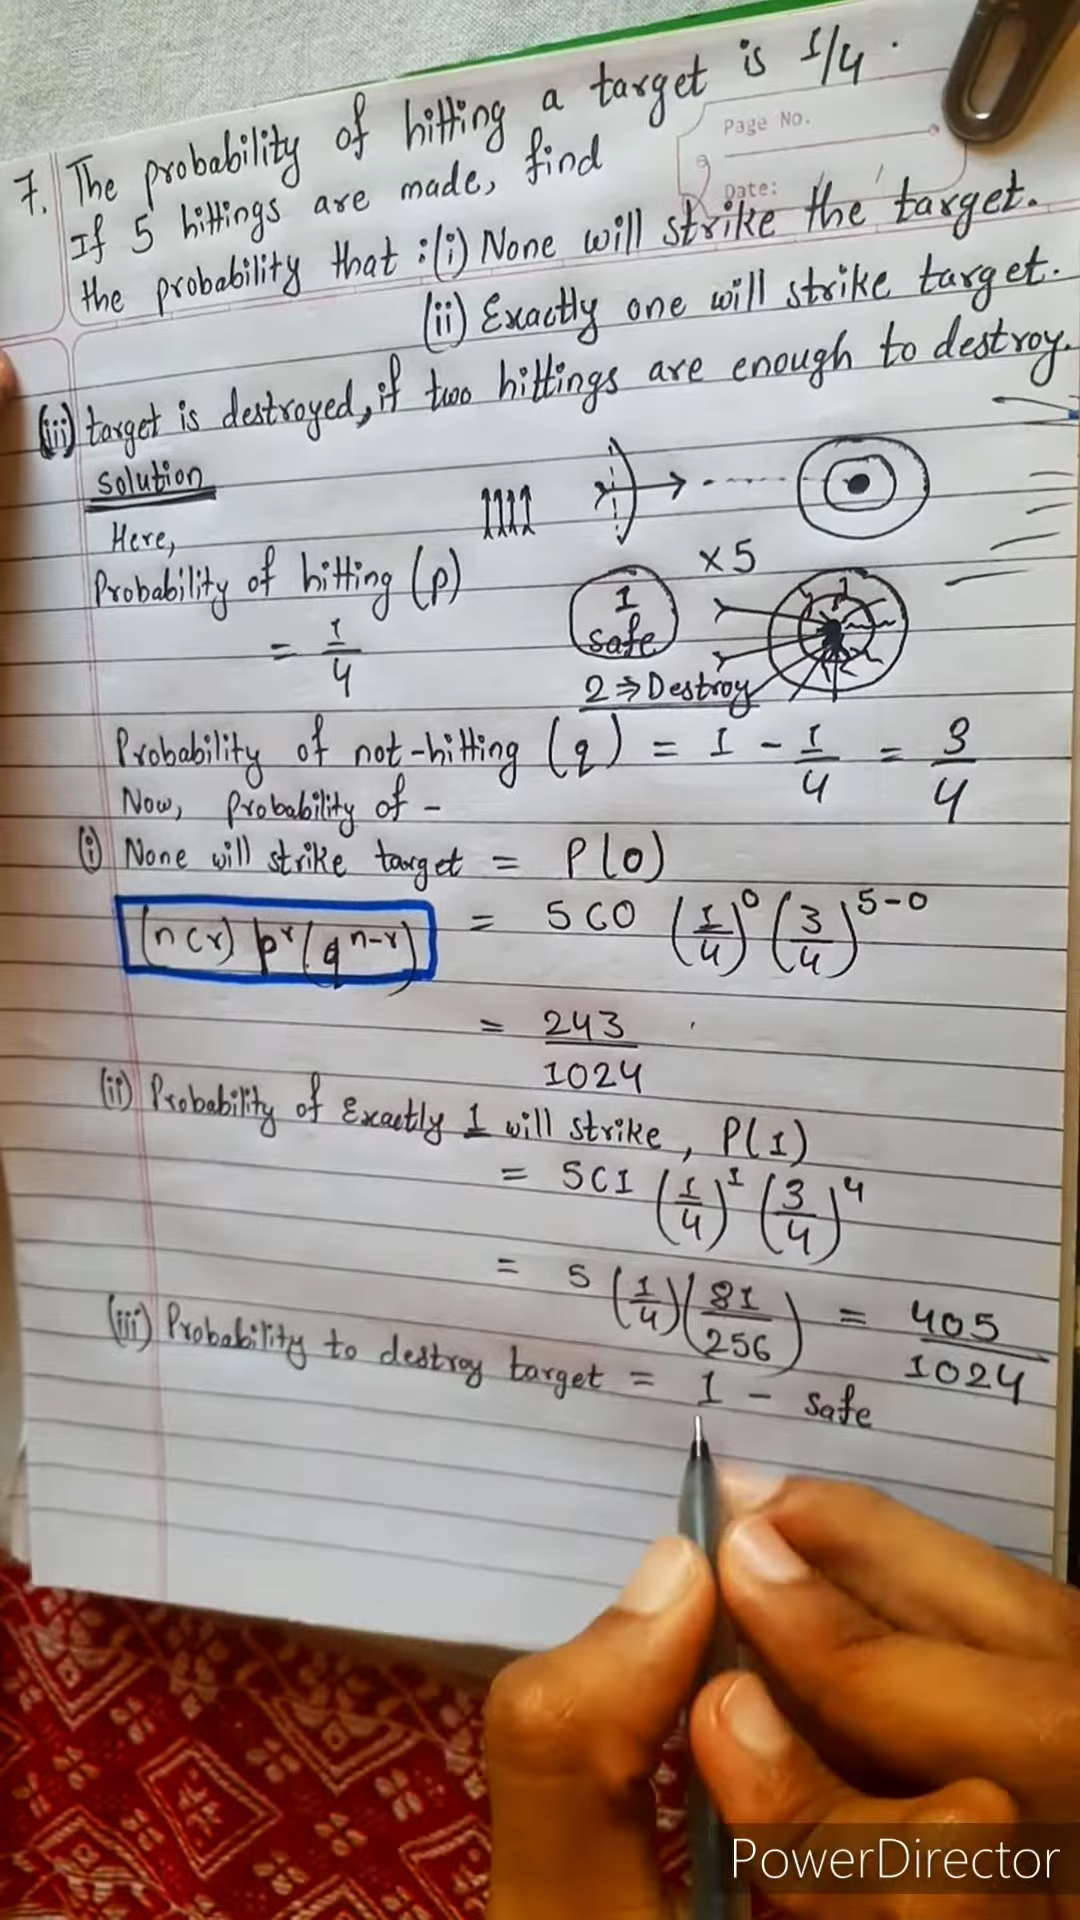 7. The probability of hitting a target is 1/4.
Page No.
If 5 hittings are made, find
Date:
the probability that : (i) None will strike the target.
(ii) Exactly one will strike target.
(iii) target is destroyed, if two hittings are enough to destroy.
Solution
Here,
× 5
Probability of hitting (p)
1
safe
= 1/4
2 ⇒ Destroy
Probability of not-hitting (q) = 1 - 1/4 = 3/4
Now, Probability of -
(i) None will strike target = P(0)
(nCr) p^r (q^n-r) = 5C0 (1/4)^0 (3/4)^5-0
= 243/1024
(ii) Probability of Exactly 1 will strike, P(1)
= 5C1 (1/4)^1 (3/4)^4
= 5 (1/4) (81/256) = 405/1024
(iii) Probability to destroy target = 1 - safe
PowerDirector